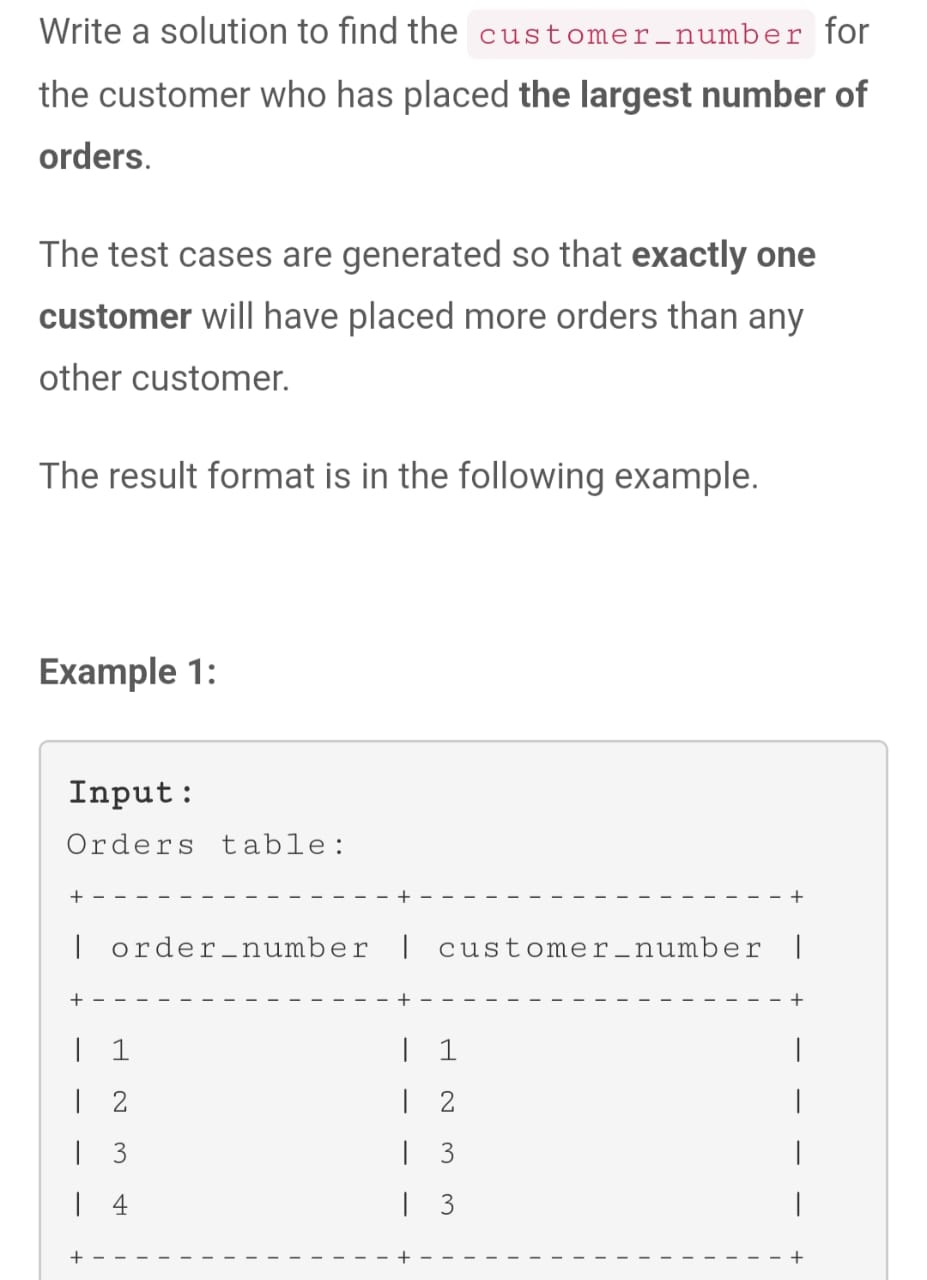 Write a solution to find the customer_number for
the customer who has placed the largest number of
orders.
The test cases are generated so that exactly one
customer will have placed more orders than any
other customer.
The result format is in the following example.
Example 1:
Input:
Orders table:
+--------------+-----------------+
| order_number | customer_number |
+--------------+-----------------+
| 1            | 1               |
| 2            | 2               |
| 3            | 3               |
| 4            | 3               |
+--------------+-----------------+